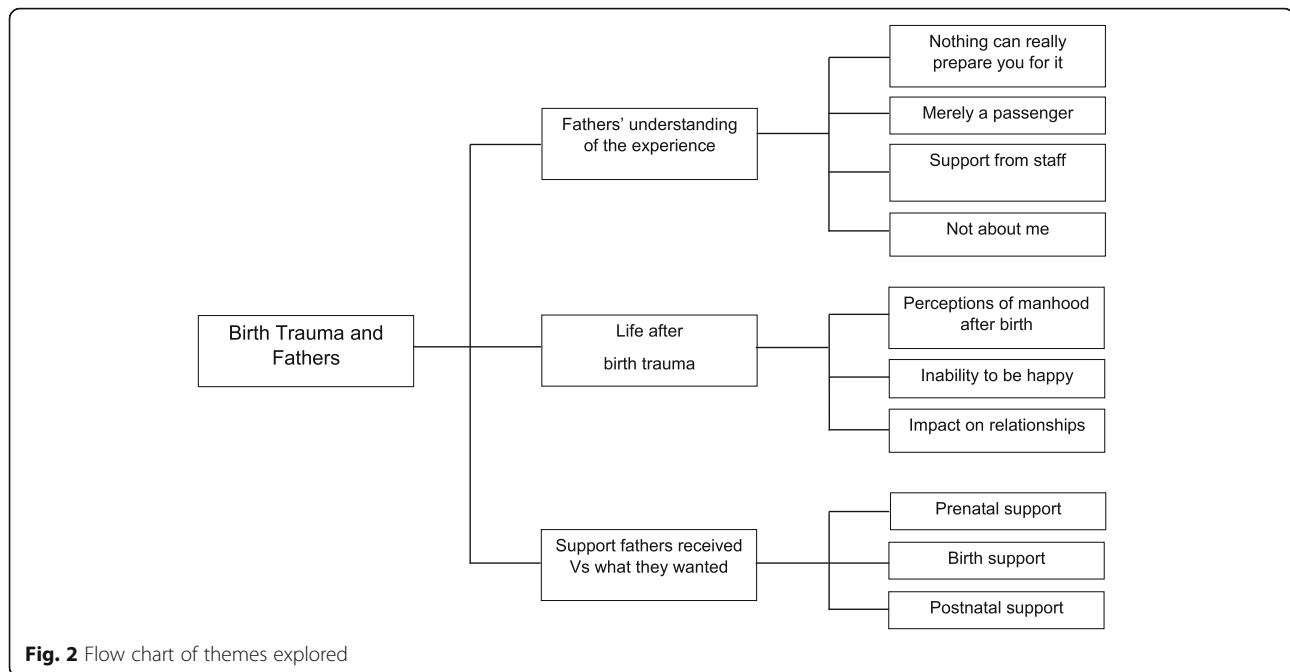 Birth Trauma and
Fathers
Fathers' understanding
of the experience
Nothing can really
prepare you for it
Merely a passenger
Support from staff
Not about me
Life after
birth trauma
Perceptions of manhood
after birth
Inability to be happy
Impact on relationships
Support fathers received
Vs what they wanted
Prenatal support
Birth support
Postnatal support
Fig. 2 Flow chart of themes explored